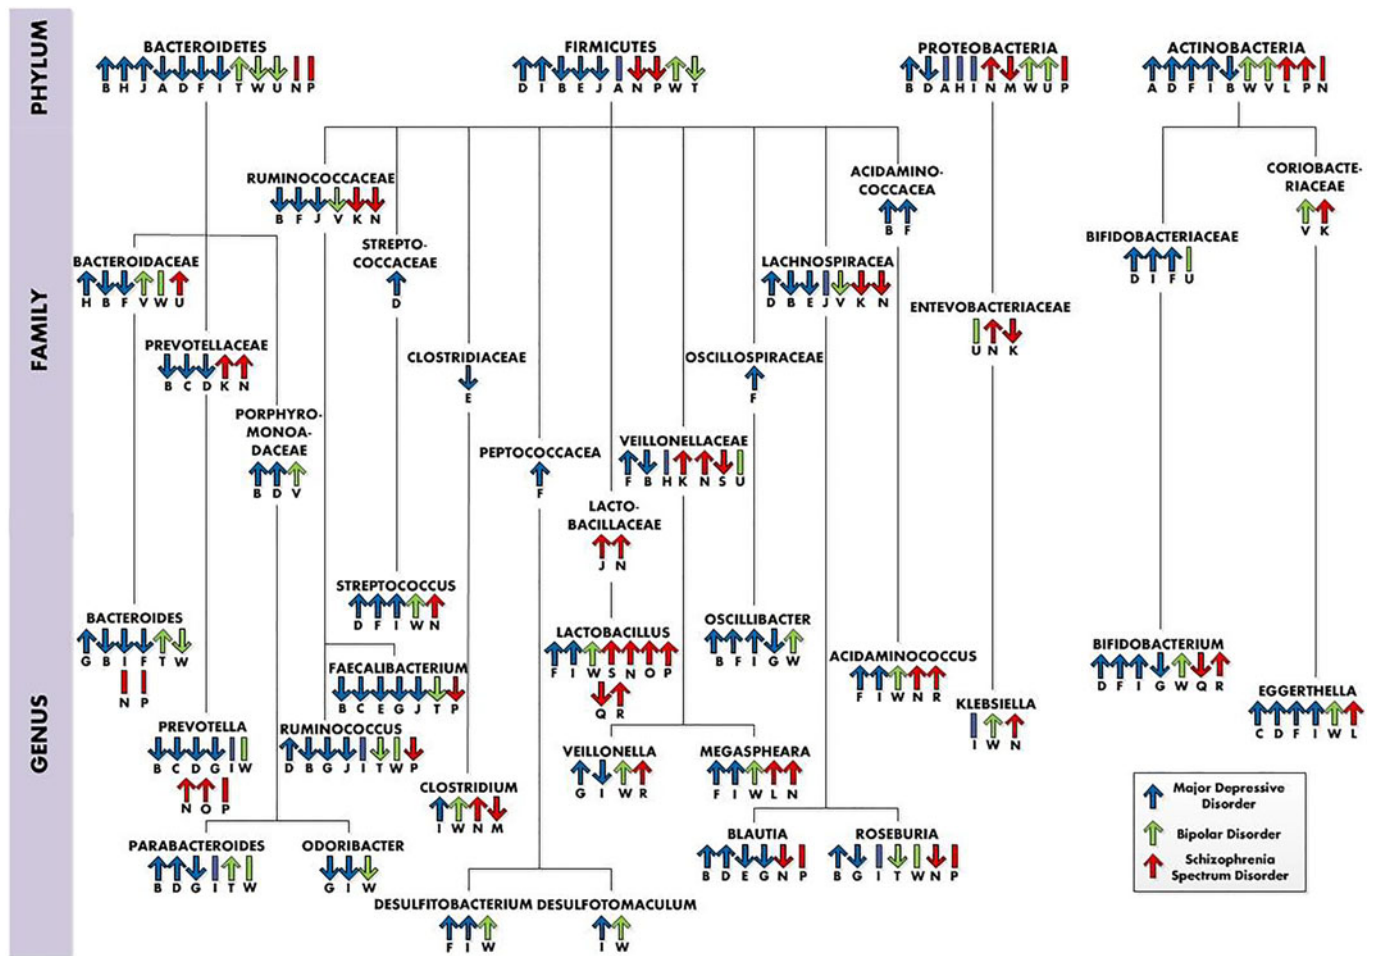 PHYLUM
BACTEROIDETES
B H J A D F I T W U N P
FIRMICUTES
D I B E J A N P W T
PROTEOBACTERIA
B D A H I N M W U P
ACTINOBACTERIA
A D F I B W V L P N
FAMILY
RUMINOCOCCACEAE
B F J V K N
ACIDAMINO-
COCCACEA
B F
CORIOBACTE-
RIACEAE
V K
STREPTO-
COCCACEAE
D
BIFIDOBACTERIACEAE
D I F U
BACTEROIDACEAE
H B F V W U
LACHNOSPIRACEA
D B E J V K N
ENTEVOBACTERIACEAE
U N K
PREVOTELLACEAE
B C D K N
CLOSTRIDIACEAE
E
OSCILLOSPIRACEAE
F
PORPHYRO-
MONOA-
DACEAE
B D V
PEPTOCOCCACEA
F
VEILLONELLACEAE
F B H K N S U
LACTO-
BACILLACEAE
J N
GENUS
STREPTOCOCCUS
D F I W N
BACTEROIDES
G B I F T W
N P
LACTOBACILLUS
F I W S N O P
Q R
OSCILLIBACTER
B F I G W
BIFIDOBACTERIUM
D F I G W Q R
FAECALIBACTERIUM
B C E G J T P
ACIDAMINOCOCCUS
F I W N R
EGGERTHELLA
C D F I W L
KLEBSIELLA
I W N
PREVOTELLA
B C D G I W
N O P
RUMINOCOCCUS
D B G J I T W P
VEILLONELLA
G I W R
MEGASPHEARA
F I W L N
CLOSTRIDIUM
I W N M
PARABACTEROIDES
B D G I T W
ODORIBACTER
G I W
BLAUTIA
B D E G N P
ROSEBURIA
B G I T W N P
DESULFITOBACTERIUM
F I W
DESULFOTOMACULUM
I W
Major Depressive
Disorder
Bipolar Disorder
Schizophrenia
Spectrum Disorder